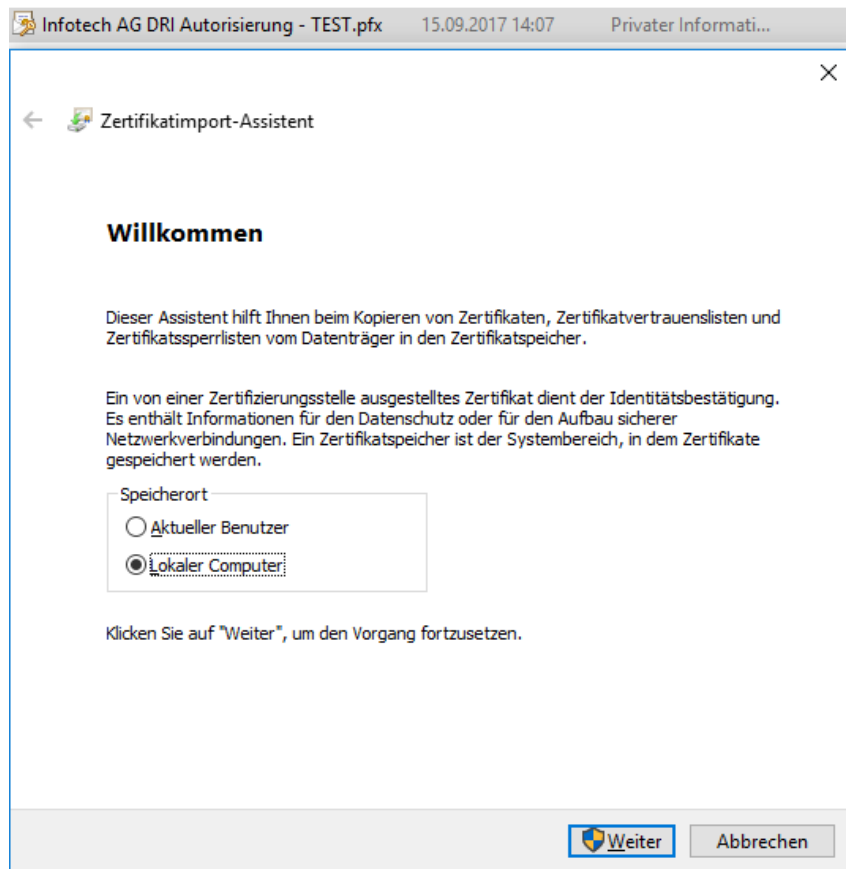 Infotech AG DRI Autorisierung - TEST.pfx 15.09.2017 14:07 Privater Informati...
Zertifikatimport-Assistent
Willkommen
Dieser Assistent hilft Ihnen beim Kopieren von Zertifikaten, Zertifikatvertrauenslisten und
Zertifikatssperrlisten vom Datenträger in den Zertifikatspeicher.
Ein von einer Zertifizierungsstelle ausgestelltes Zertifikat dient der Identitätsbestätigung.
Es enthält Informationen für den Datenschutz oder für den Aufbau sicherer
Netzwerkverbindungen. Ein Zertifikatspeicher ist der Systembereich, in dem Zertifikate
gespeichert werden.
Speicherort
Aktueller Benutzer
Lokaler Computer
Klicken Sie auf "Weiter", um den Vorgang fortzusetzen.
Weiter Abbrechen